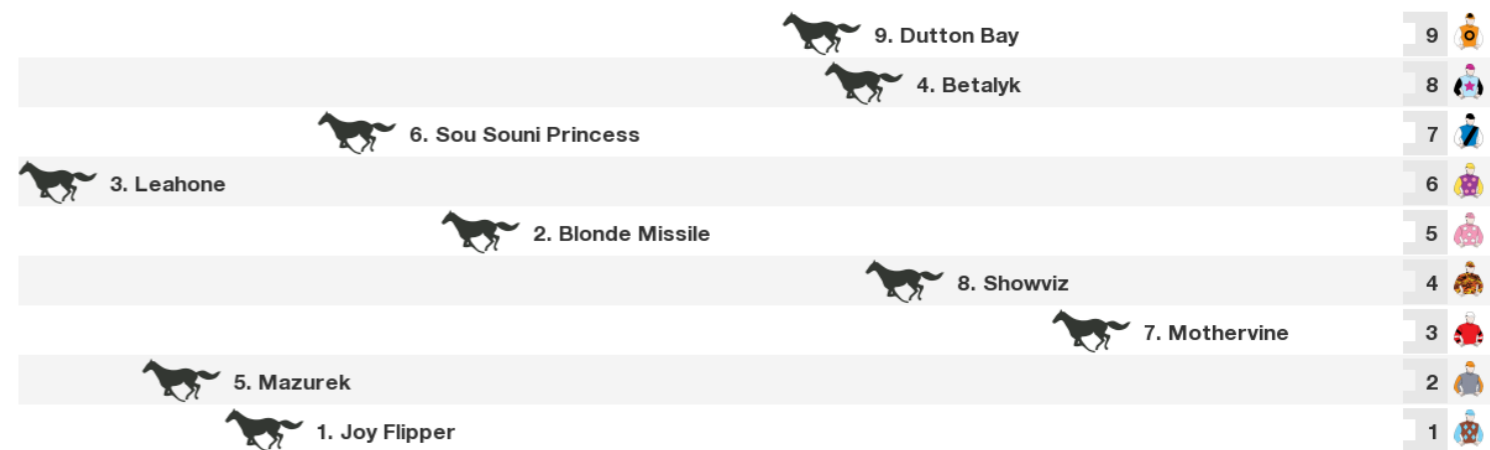 9. Dutton Bay 9
4. Betalyk 8
6. Sou Souni Princess 7
3. Leahone 6
2. Blonde Missile 5
8. Showviz 4
7. Mothervine 3
5. Mazurek 2
1. Joy Flipper 1